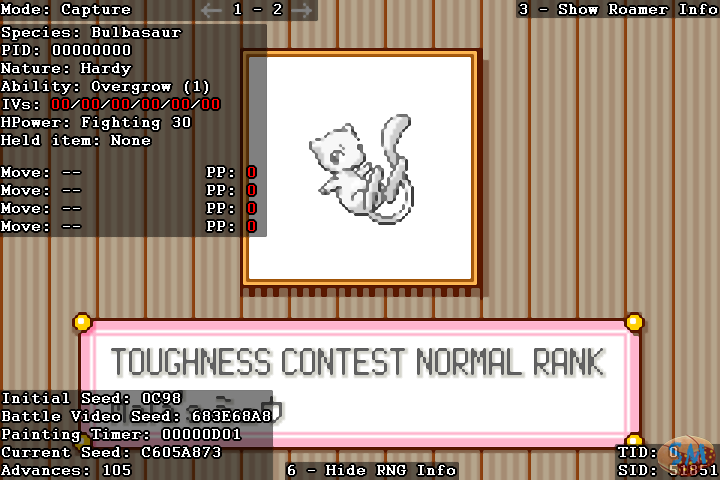 Mode: Capture
← 1 - 2 →
3 - Show Roamer Info
Species: Bulbasaur
PID: 00000000
Nature: Hardy
Ability: Overgrow (1)
IVs: 00/00/00/00/00/00
HPower: Fighting 30
Held item: None
Move: -- PP: 0
Move: -- PP: 0
Move: -- PP: 0
Move: -- PP: 0
TOUGHNESS CONTEST NORMAL RANK
Initial Seed: 0C98
Battle Video Seed: 683E68A8
Painting Timer: 00000D01
Current Seed: C605A873
Advances: 105
6 - Hide RNG Info
TID: 0
SID: 51851
SM